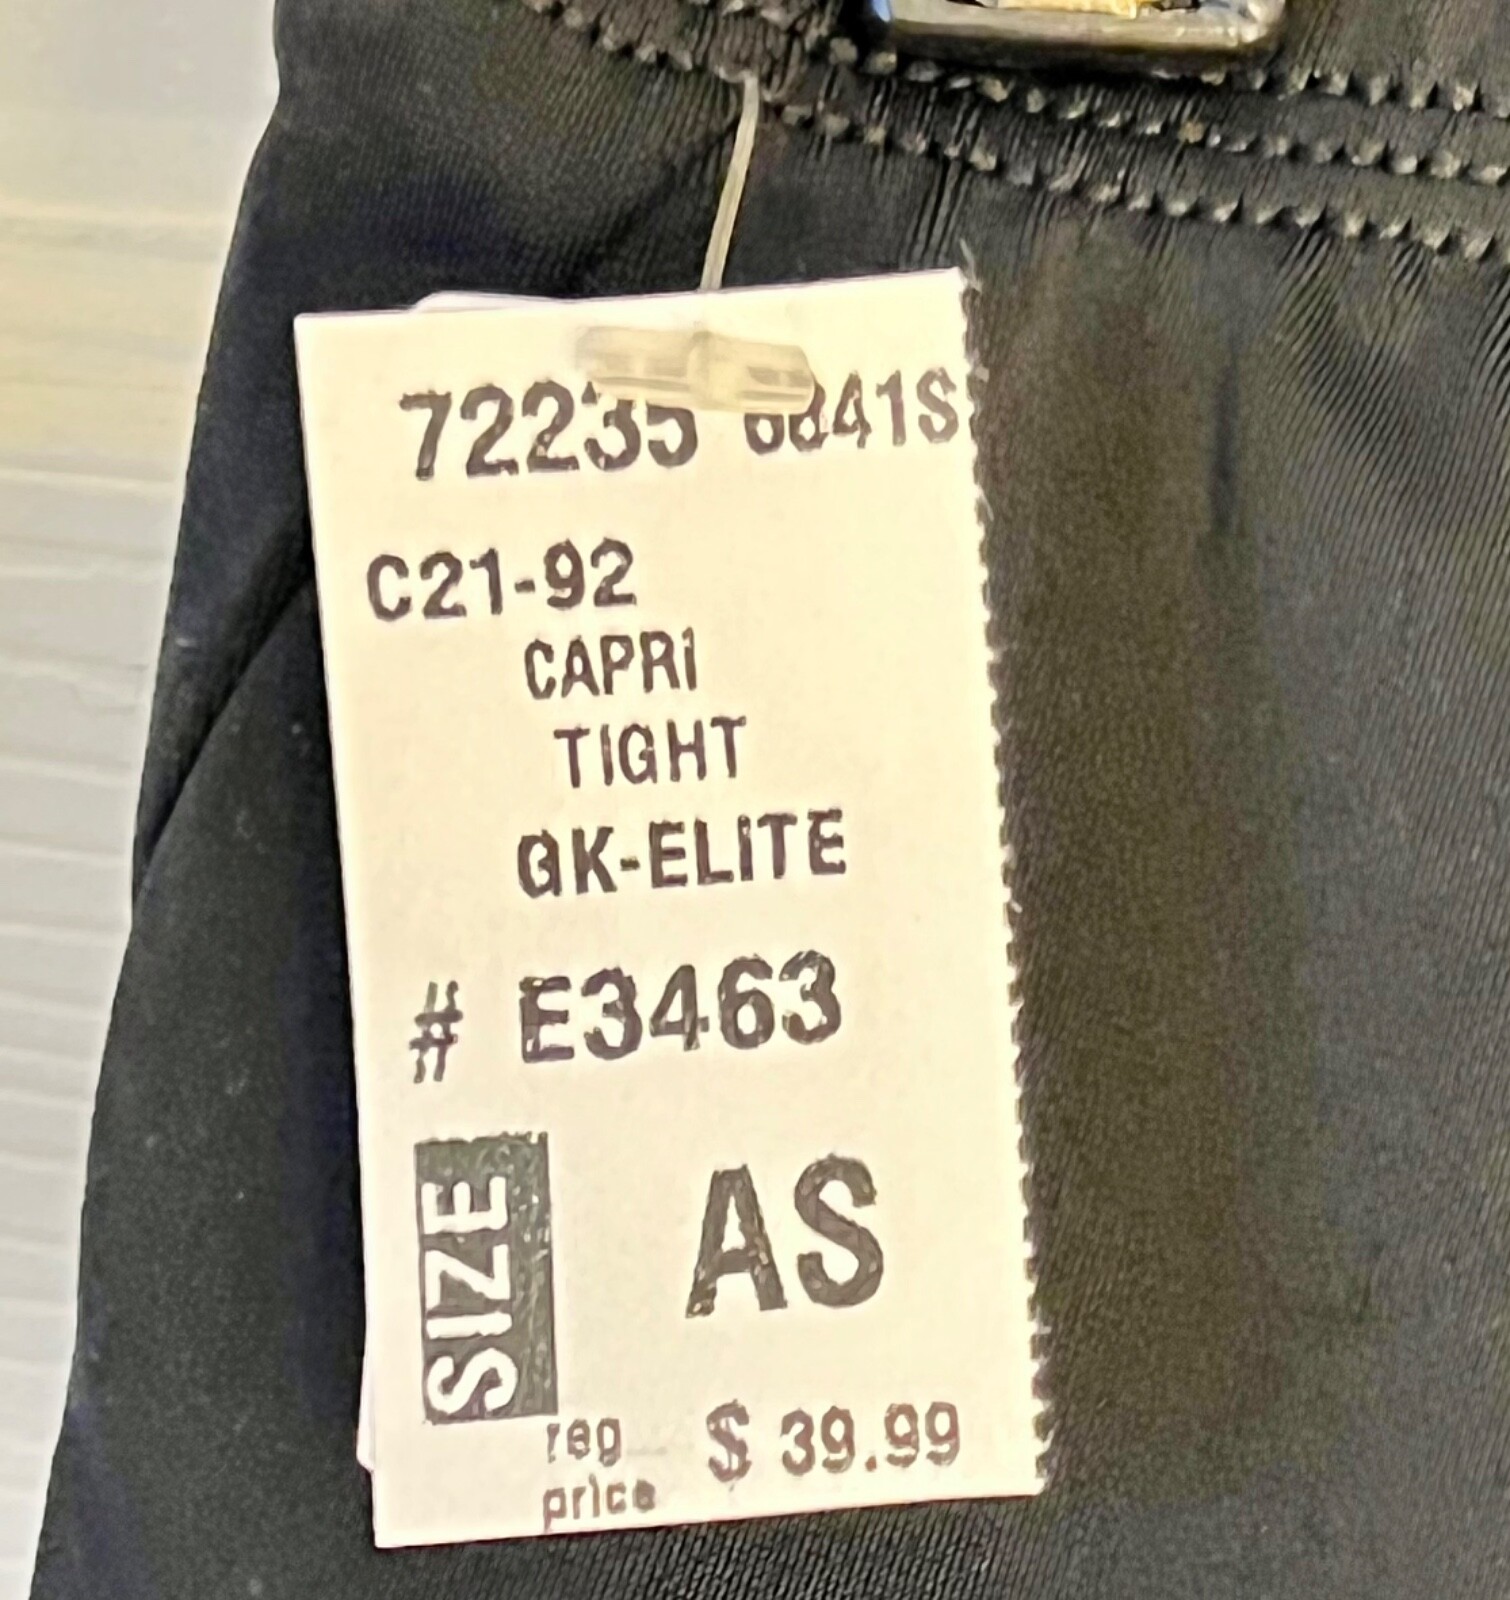 72235
C21-92
CAPRI
TIGHT
GK-ELITE
# E3463
SIZE AS
reg price $ 39.99